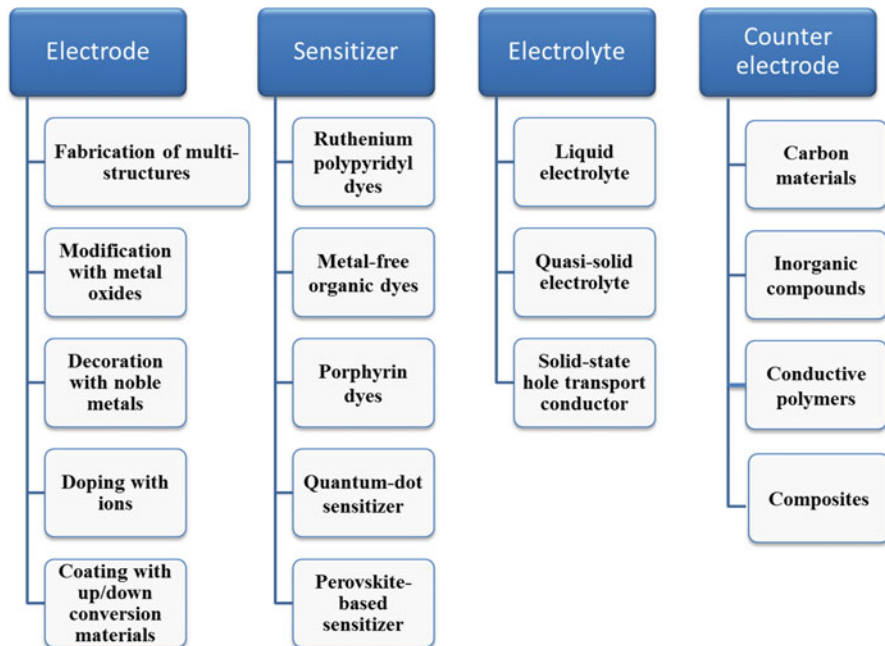 Electrode
Fabrication of multi-
structures
Modification
with metal
oxides
Decoration
with noble
metals
Doping with
ions
Coating with
up/down
conversion
materials
Sensitizer
Ruthenium
polypyridyl
dyes
Metal-free
organic dyes
Porphyrin
dyes
Quantum-dot
sensitizer
Perovskite-
based
sensitizer
Electrolyte
Liquid
electrolyte
Quasi-solid
electrolyte
Solid-state
hole transport
conductor
Counter
electrode
Carbon
materials
Inorganic
compounds
Conductive
polymers
Composites